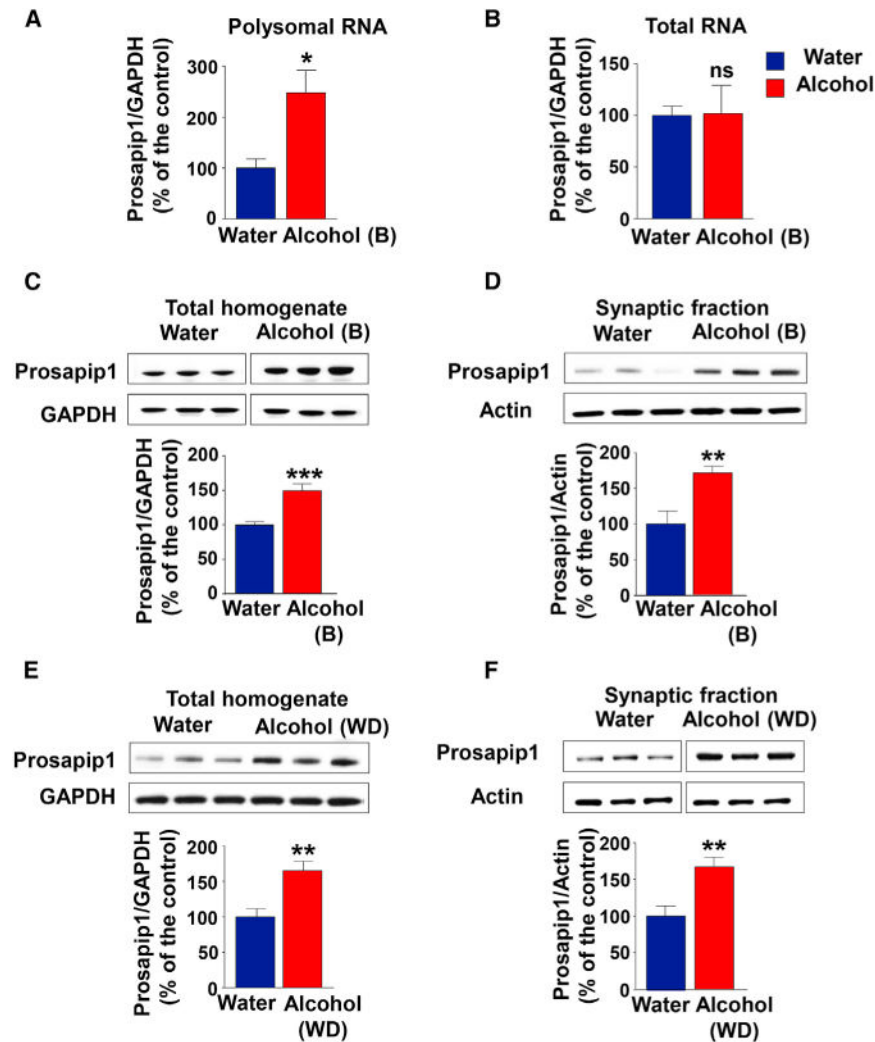 A
Polysomal RNA
Prosapip1/GAPDH
(% of the control)
300
200
100
0
*
Water Alcohol (B)
B
Total RNA
Prosapip1/GAPDH
(% of the control)
150
100
50
0
ns
Water Alcohol (B)
Water
Alcohol
C
Total homogenate
Water Alcohol (B)
Prosapip1
GAPDH
Prosapip1/GAPDH
(% of the control)
200
150
100
50
0
***
Water Alcohol
(B)
D
Synaptic fraction
Water Alcohol (B)
Prosapip1
Actin
Prosapip1/Actin
(% of the control)
200
150
100
50
0
**
Water Alcohol
(B)
E
Total homogenate
Water Alcohol (WD)
Prosapip1
GAPDH
Prosapip1/GAPDH
(% of the control)
200
150
100
50
0
**
Water Alcohol
(WD)
F
Synaptic fraction
Water Alcohol (WD)
Prosapip1
Actin
Prosapip1/Actin
(% of the control)
200
150
100
50
0
**
Water Alcohol
(WD)